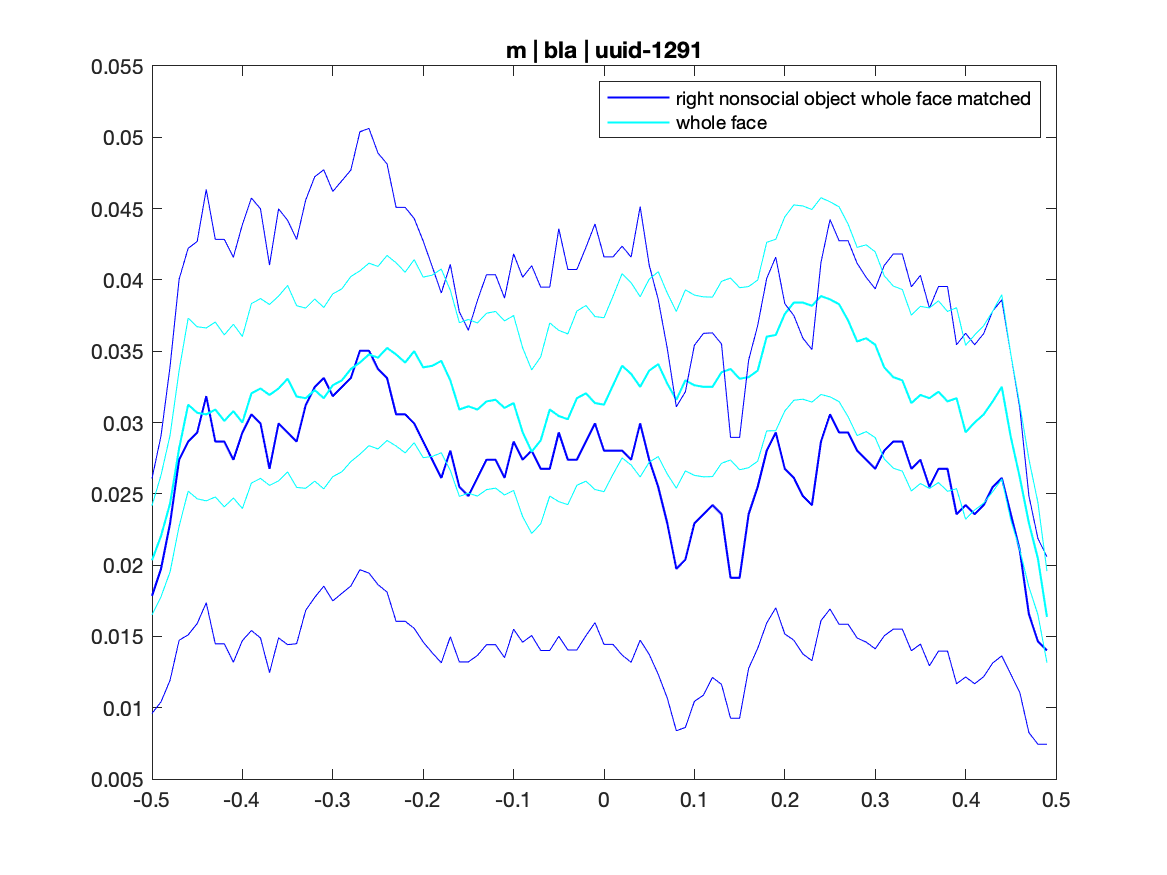 m | bla | uuid-1291
0.055
0.05
0.045
0.04
0.035
0.03
0.025
0.02
0.015
0.01
0.005
right nonsocial object whole face matched
whole face
-0.5 -0.4 -0.3 -0.2 -0.1 0 0.1 0.2 0.3 0.4 0.5